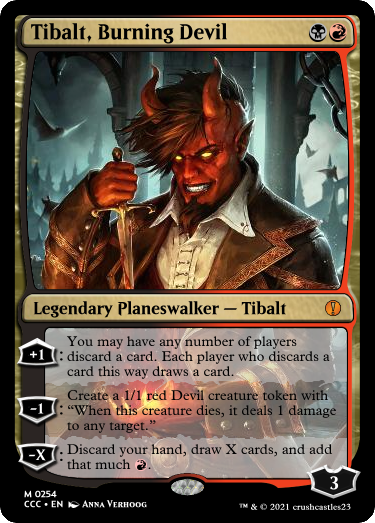 Tibalt, Burning Devil
Legendary Planeswalker — Tibalt
+1: You may have any number of players
discard a card. Each player who discards a
card this way draws a card.
-1: Create a 1/1 red Devil creature token with
“When this creature dies, it deals 1 damage
to any target.”
-X: Discard your hand, draw X cards, and add
that much .
3
M 0254
CCC • EN Anna Verhoog
™ & © 2021 crushcastles23